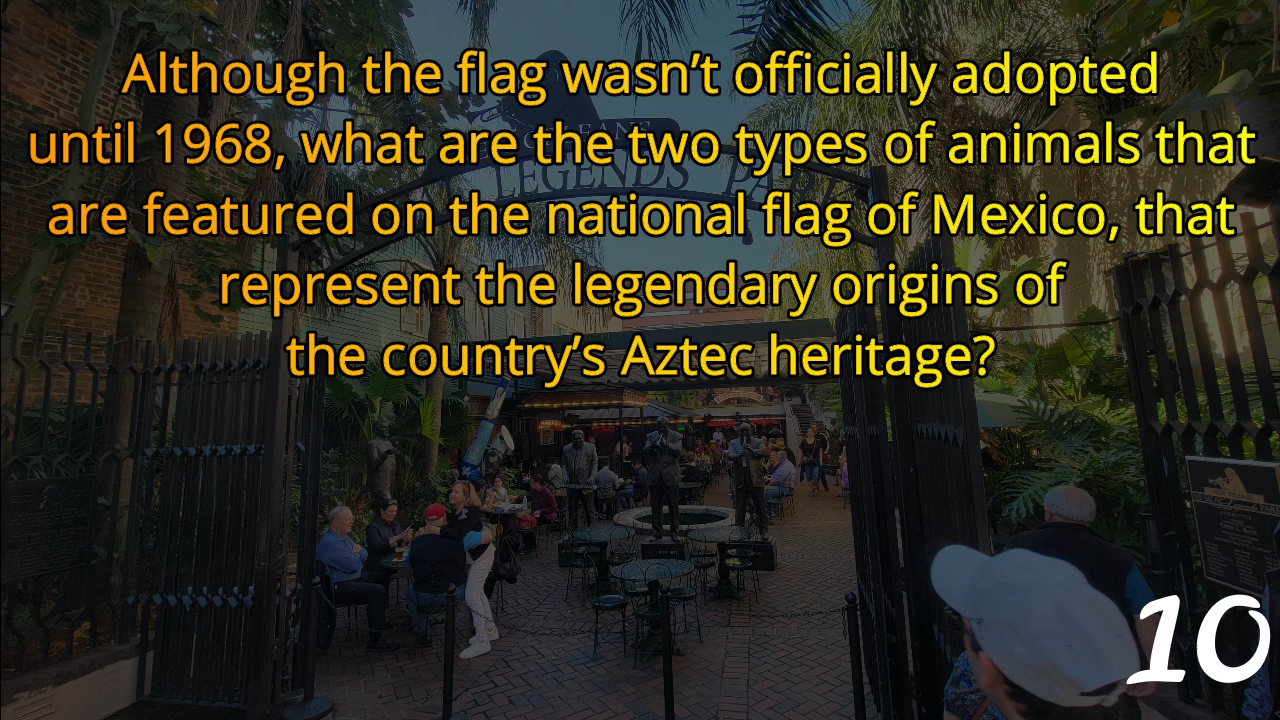 Although the flag wasn’t officially adopted
until 1968, what are the two types of animals that
are featured on the national flag of Mexico, that
represent the legendary origins of
the country’s Aztec heritage?
LEGENDS
10